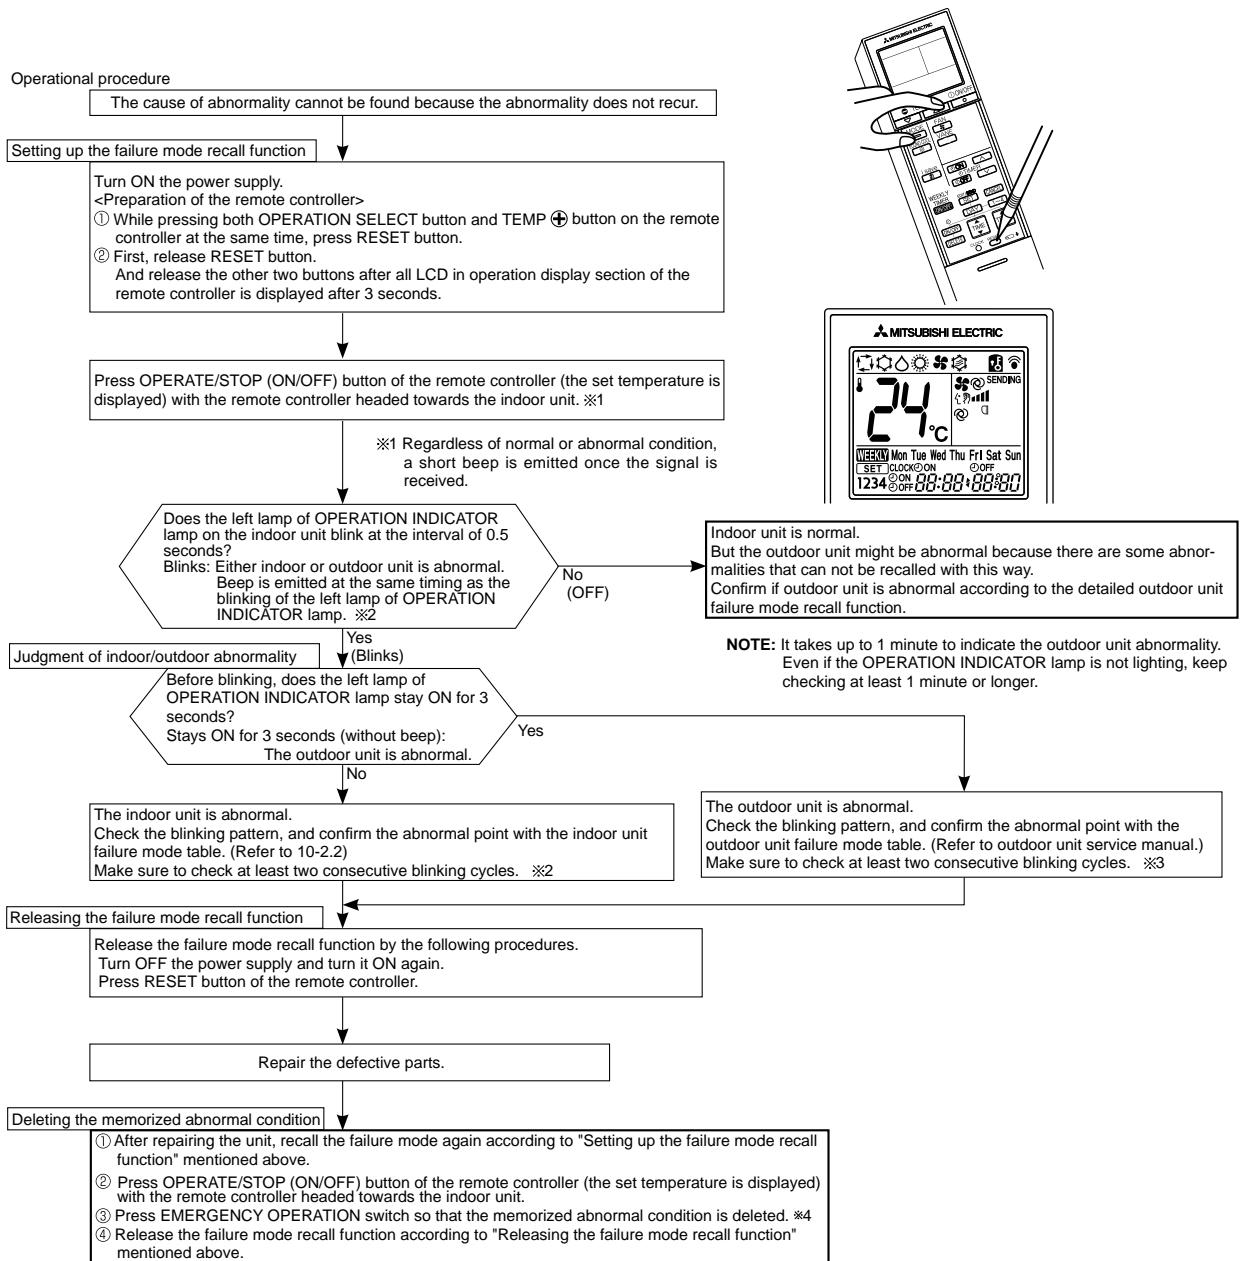 Operational procedure
The cause of abnormality cannot be found because the abnormality does not recur.
Setting up the failure mode recall function
Turn ON the power supply.
<Preparation of the remote controller>
① While pressing both OPERATION SELECT button and TEMP ⊕ button on the remote
controller at the same time, press RESET button.
② First, release RESET button.
And release the other two buttons after all LCD in operation display section of the
remote controller is displayed after 3 seconds.
MITSUBISHI ELECTRIC
ON/OFF
FAN
MODE
VANE
WEEKLY
TIMER
ON
OFF
TIME
CLOCK
MITSUBISHI ELECTRIC
SENDING
24°C
WEEKLY Mon Tue Wed Thu Fri Sat Sun
SET CLOCK ON OFF
1234 ON OFF 88:88 88:80
Press OPERATE/STOP (ON/OFF) button of the remote controller (the set temperature is
displayed) with the remote controller headed towards the indoor unit. ※1
※1 Regardless of normal or abnormal condition,
a short beep is emitted once the signal is
received.
Does the left lamp of OPERATION INDICATOR
lamp on the indoor unit blink at the interval of 0.5
seconds?
Blinks: Either indoor or outdoor unit is abnormal.
Beep is emitted at the same timing as the
blinking of the left lamp of OPERATION
INDICATOR lamp. ※2
No
(OFF)
Indoor unit is normal.
But the outdoor unit might be abnormal because there are some abnor-
malities that can not be recalled with this way.
Confirm if outdoor unit is abnormal according to the detailed outdoor unit
failure mode recall function.
NOTE: It takes up to 1 minute to indicate the outdoor unit abnormality.
Even if the OPERATION INDICATOR lamp is not lighting, keep
checking at least 1 minute or longer.
Yes
(Blinks)
Judgment of indoor/outdoor abnormality
Before blinking, does the left lamp of
OPERATION INDICATOR lamp stay ON for 3
seconds?
Stays ON for 3 seconds (without beep):
The outdoor unit is abnormal.
Yes
No
The indoor unit is abnormal.
Check the blinking pattern, and confirm the abnormal point with the indoor unit
failure mode table. (Refer to 10-2.2)
Make sure to check at least two consecutive blinking cycles. ※2
The outdoor unit is abnormal.
Check the blinking pattern, and confirm the abnormal point with the
outdoor unit failure mode table. (Refer to outdoor unit service manual.)
Make sure to check at least two consecutive blinking cycles. ※3
Releasing the failure mode recall function
Release the failure mode recall function by the following procedures.
Turn OFF the power supply and turn it ON again.
Press RESET button of the remote controller.
Repair the defective parts.
Deleting the memorized abnormal condition
① After repairing the unit, recall the failure mode again according to "Setting up the failure mode recall
function" mentioned above.
② Press OPERATE/STOP (ON/OFF) button of the remote controller (the set temperature is displayed)
with the remote controller headed towards the indoor unit.
③ Press EMERGENCY OPERATION switch so that the memorized abnormal condition is deleted. ※4
④ Release the failure mode recall function according to "Releasing the failure mode recall function"
mentioned above.